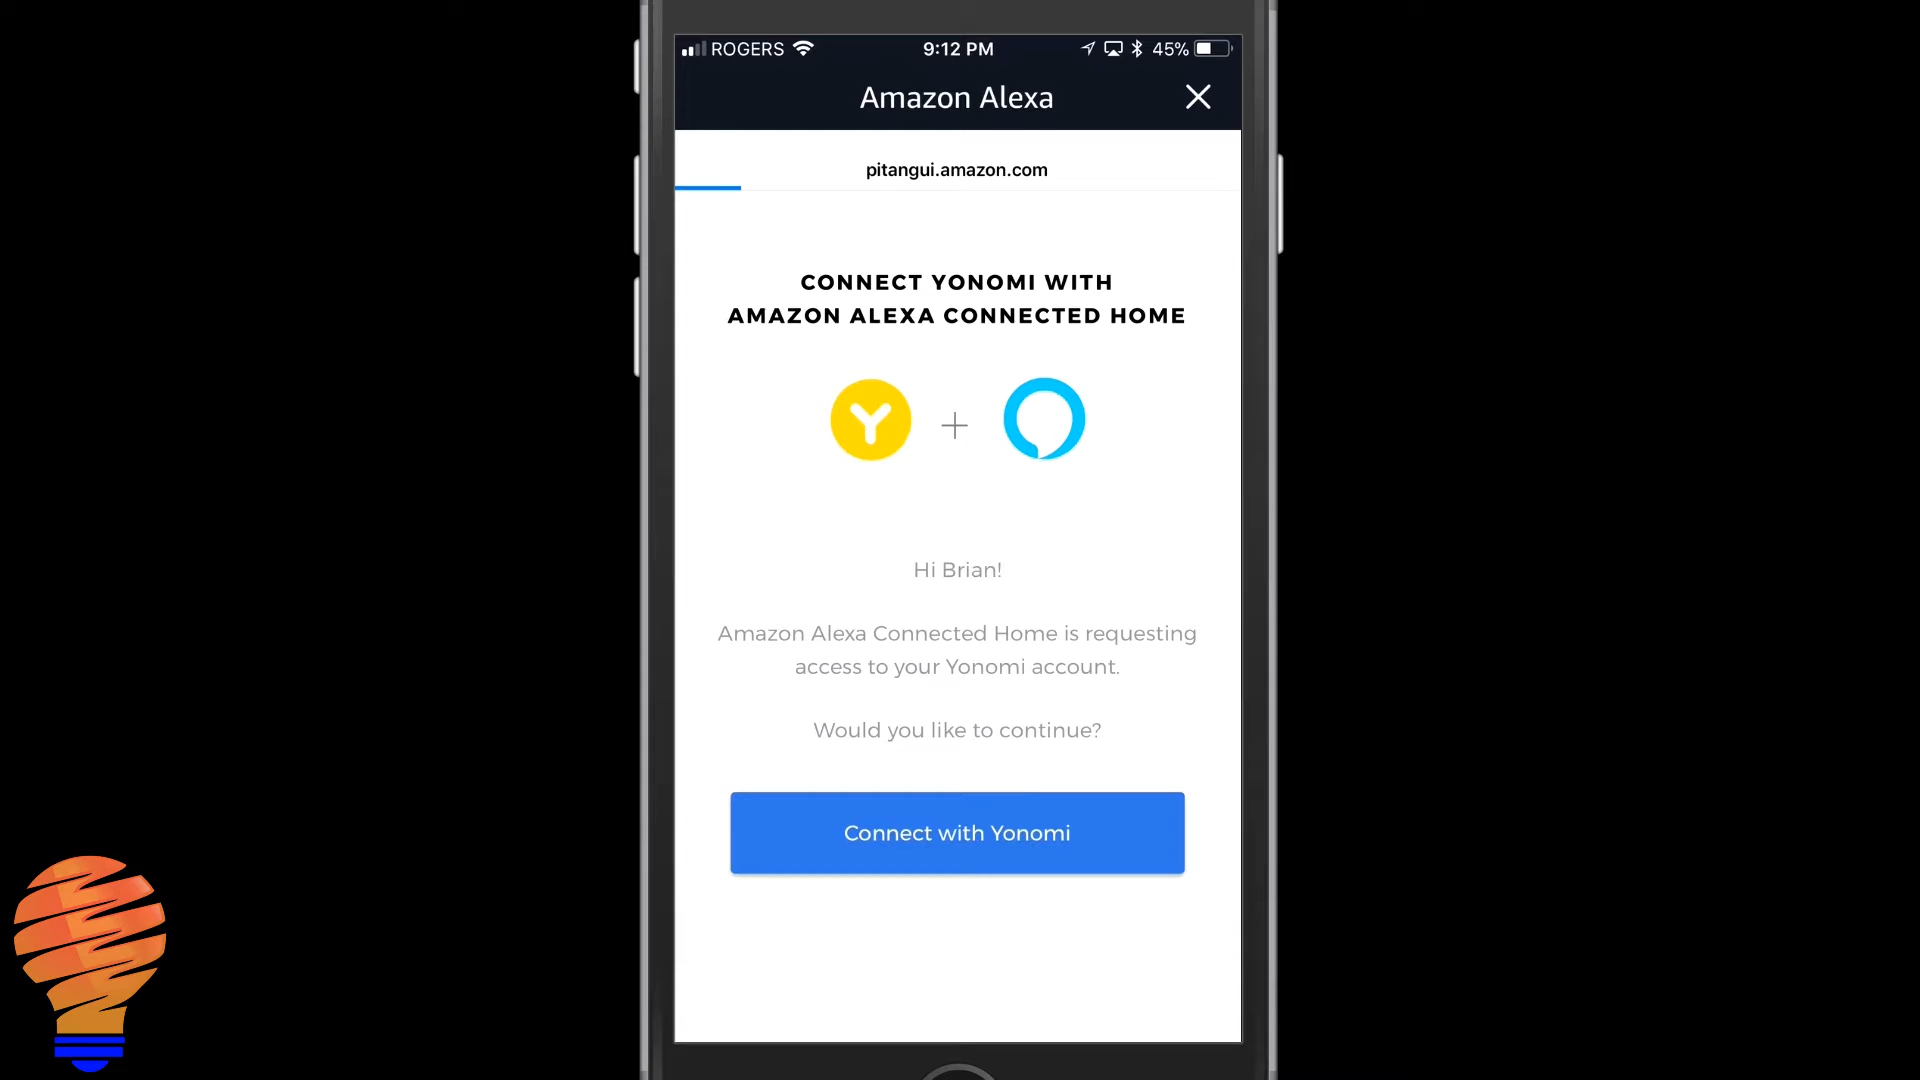 ROGERS 9:12 PM 45%
Amazon Alexa
pitangui.amazon.com
CONNECT YONOMI WITH
AMAZON ALEXA CONNECTED HOME
Y
Hi Brian!
Amazon Alexa Connected Home is requesting
access to your Yonomi account.
Would you like to continue?
Connect with Yonomi